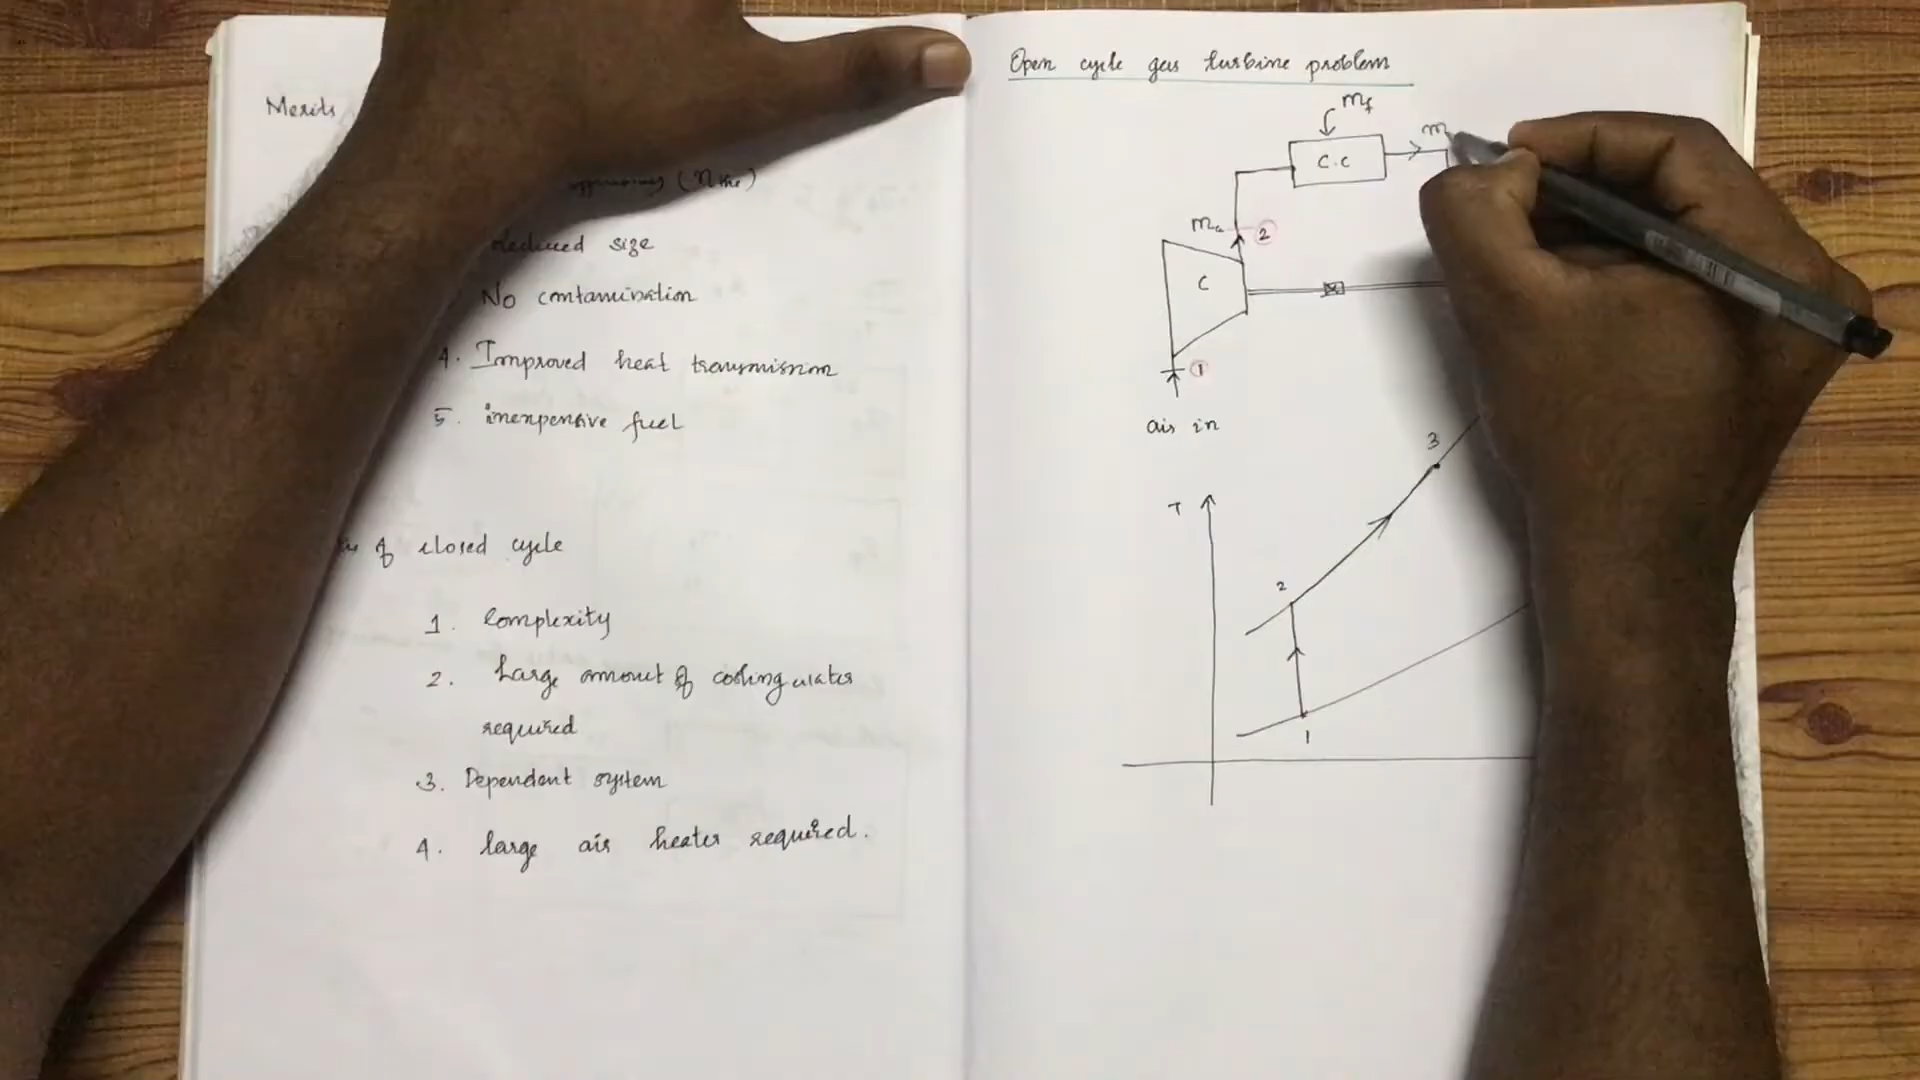 Merits
(ηthe)
Reduced size
No contamination
4. Improved heat transmission
5. inexpensive fuel
of closed cycle
1. Complexity
2. Large amout of cooling water
required
3. Dependent system
4. large air heater required.
Open cycle gas turbine problem
mf
C.C
m
ma
2
C
1
air in
3
T
2
1